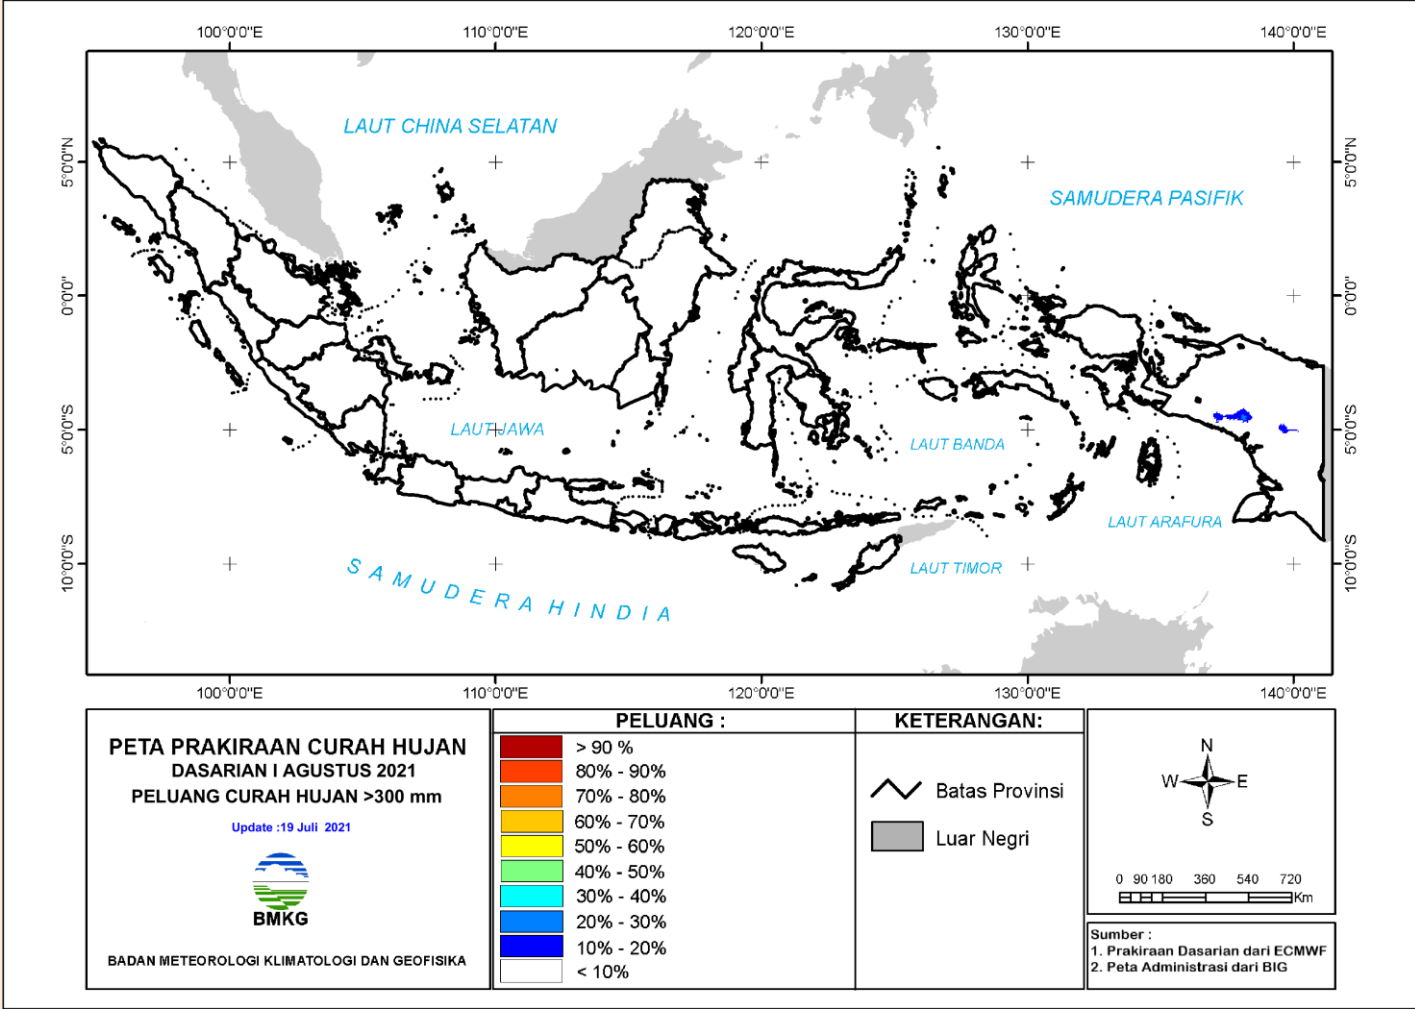 100°0'0"E 110°0'0"E 120°0'0"E 130°0'0"E 140°0'0"E
LAUT CHINA SELATAN
5°0'0"N 5°0'0"N
SAMUDERA PASIFIK
0°0'0" 0°0'0"
LAUT JAWA
5°0'0"S 5°0'0"S
LAUT BANDA
LAUT ARAFURA
10°0'0"S 10°0'0"S
LAUT TIMOR
SAMUDERA HINDIA
100°0'0"E 110°0'0"E 120°0'0"E 130°0'0"E 140°0'0"E
PETA PRAKIRAAN CURAH HUJAN
DASARIAN I AGUSTUS 2021
PELUANG CURAH HUJAN >300 mm
Update :19 Juli 2021
BMKG
BADAN METEOROLOGI KLIMATOLOGI DAN GEOFISIKA
PELUANG :
> 90 %
80% - 90%
70% - 80%
60% - 70%
50% - 60%
40% - 50%
30% - 40%
20% - 30%
10% - 20%
< 10%
KETERANGAN:
Batas Provinsi
Luar Negri
N
W E
S
0 90 180 360 540 720
Km
Sumber :
1. Prakiraan Dasarian dari ECMWF
2. Peta Administrasi dari BIG